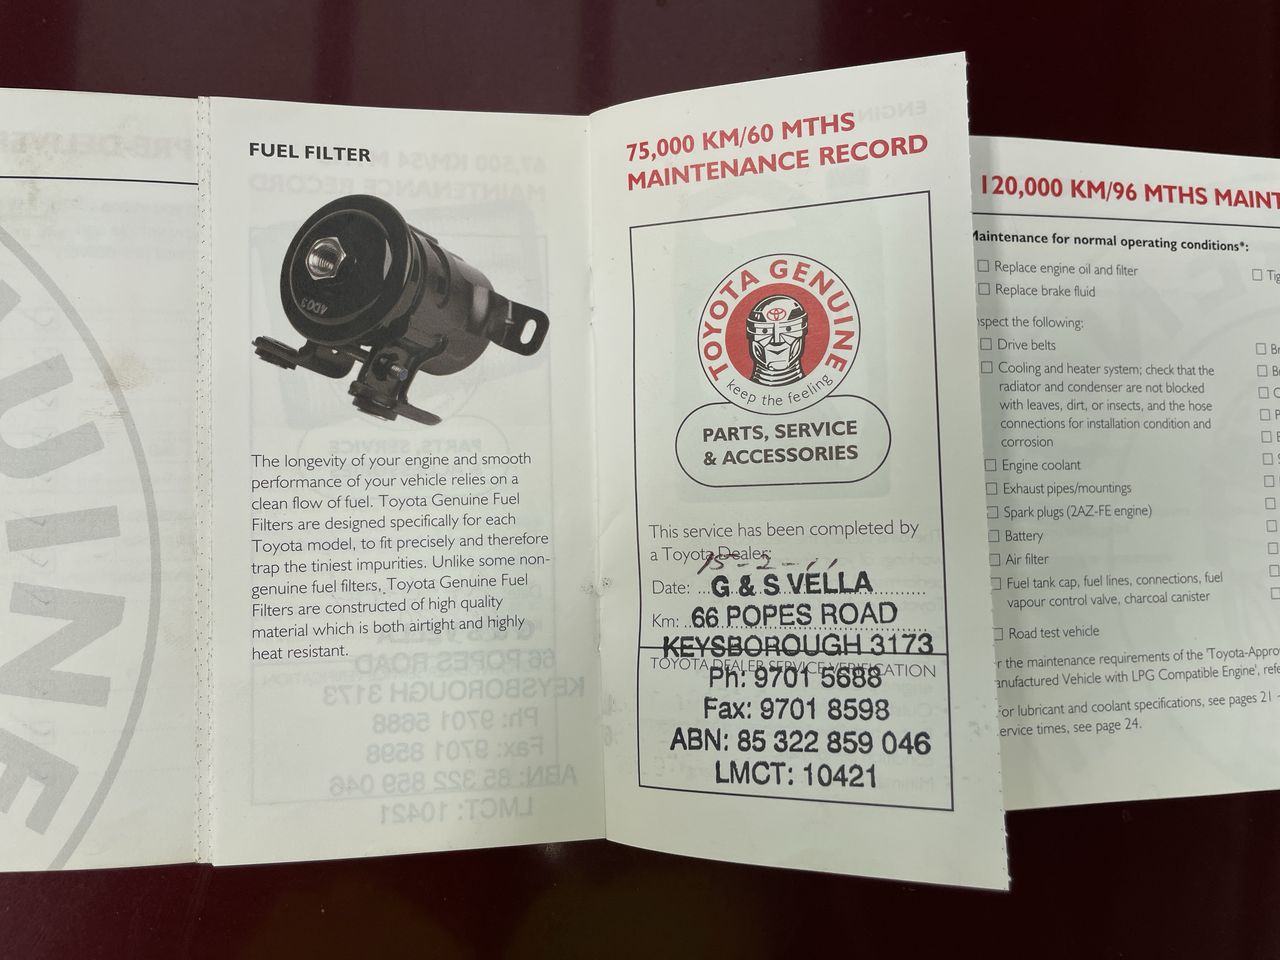 FUEL FILTER
4D03
The longevity of your engine and smooth
performance of your vehicle relies on a
clean flow of fuel. Toyota Genuine Fuel
Filters are designed specifically for each
Toyota model, to fit precisely and therefore
trap the tiniest impurities. Unlike some non-
genuine fuel filters, Toyota Genuine Fuel
Filters are constructed of high quality
material which is both airtight and highly
heat resistant.
75,000 KM/60 MTHS
MAINTENANCE RECORD
TOYOTA GENUINE
keep the feeling
PARTS, SERVICE
& ACCESSORIES
This service has been completed by
a Toyota Dealer:
15-2-11
Date:
G & S VELLA
Km:
66 POPES ROAD
KEYSBOROUGH 3173
TOYOTA DEALER SERVICE VERIFICATION
Ph: 9701 5688
Fax: 9701 8598
ABN: 85 322 859 046
LMCT: 10421
120,000 KM/96 MTHS MAINT
Maintenance for normal operating conditions*:
Replace engine oil and filter
Replace brake fluid
spect the following:
Drive belts
Cooling and heater system; check that the
radiator and condenser are not blocked
with leaves, dirt, or insects, and the hose
connections for installation condition and
corrosion
Engine coolant
Exhaust pipes/mountings
Spark plugs (2AZ-FE engine)
Battery
Air filter
Fuel tank cap, fuel lines, connections, fuel
vapour control valve, charcoal canister
Road test vehicle
r the maintenance requirements of the 'Toyota-Appro
anufactured Vehicle with LPG Compatible Engine', refe
For lubricant and coolant specifications, see pages 21
ervice times, see page 24.